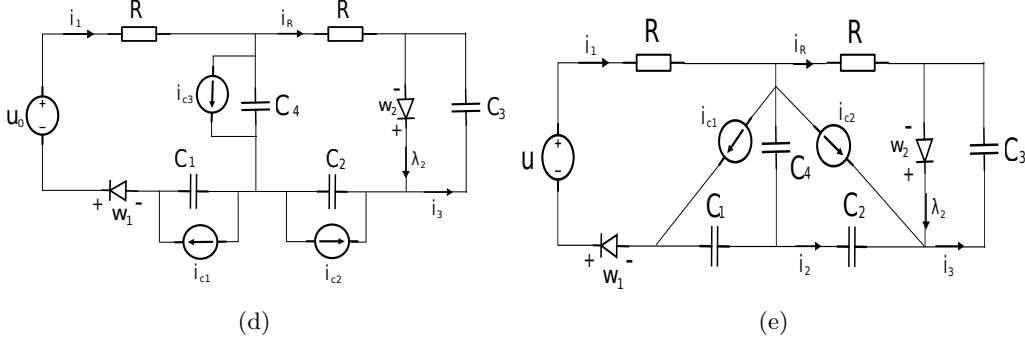 i1 R iR R
u0 + − ic3 C4 - w2 + C3
C1 C2 λ2
+ w1 - i3
ic1 ic2
(d)
i1 R iR R
u + − ic1 ic2 C4 - w2 + C3
C1 C2 λ2
+ w1 - i2 i3
(e)